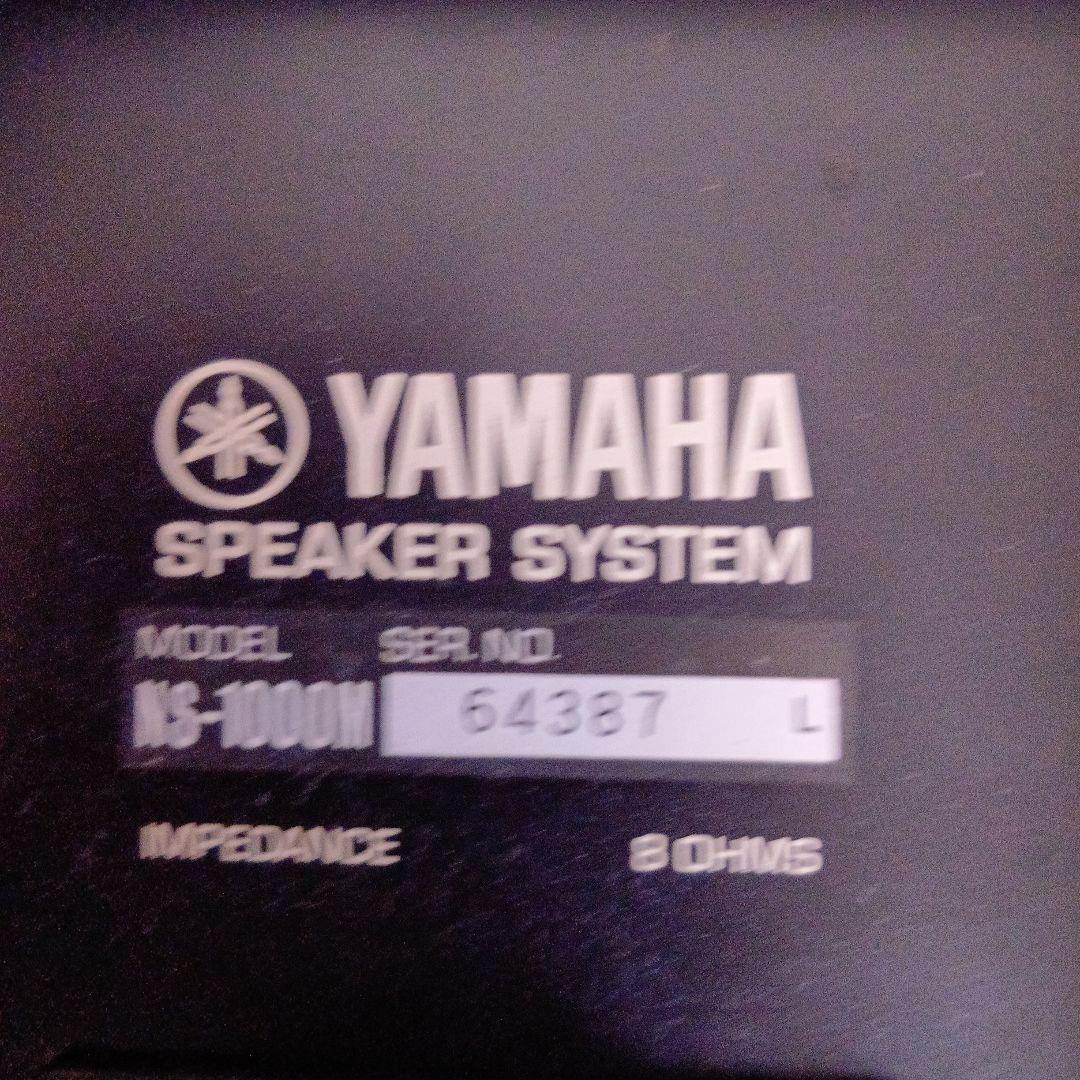 YAMAHA
SPEAKER SYSTEM
MODEL SER. NO.
NS-1000M 64387 L
IMPEDANCE 8 OHMS